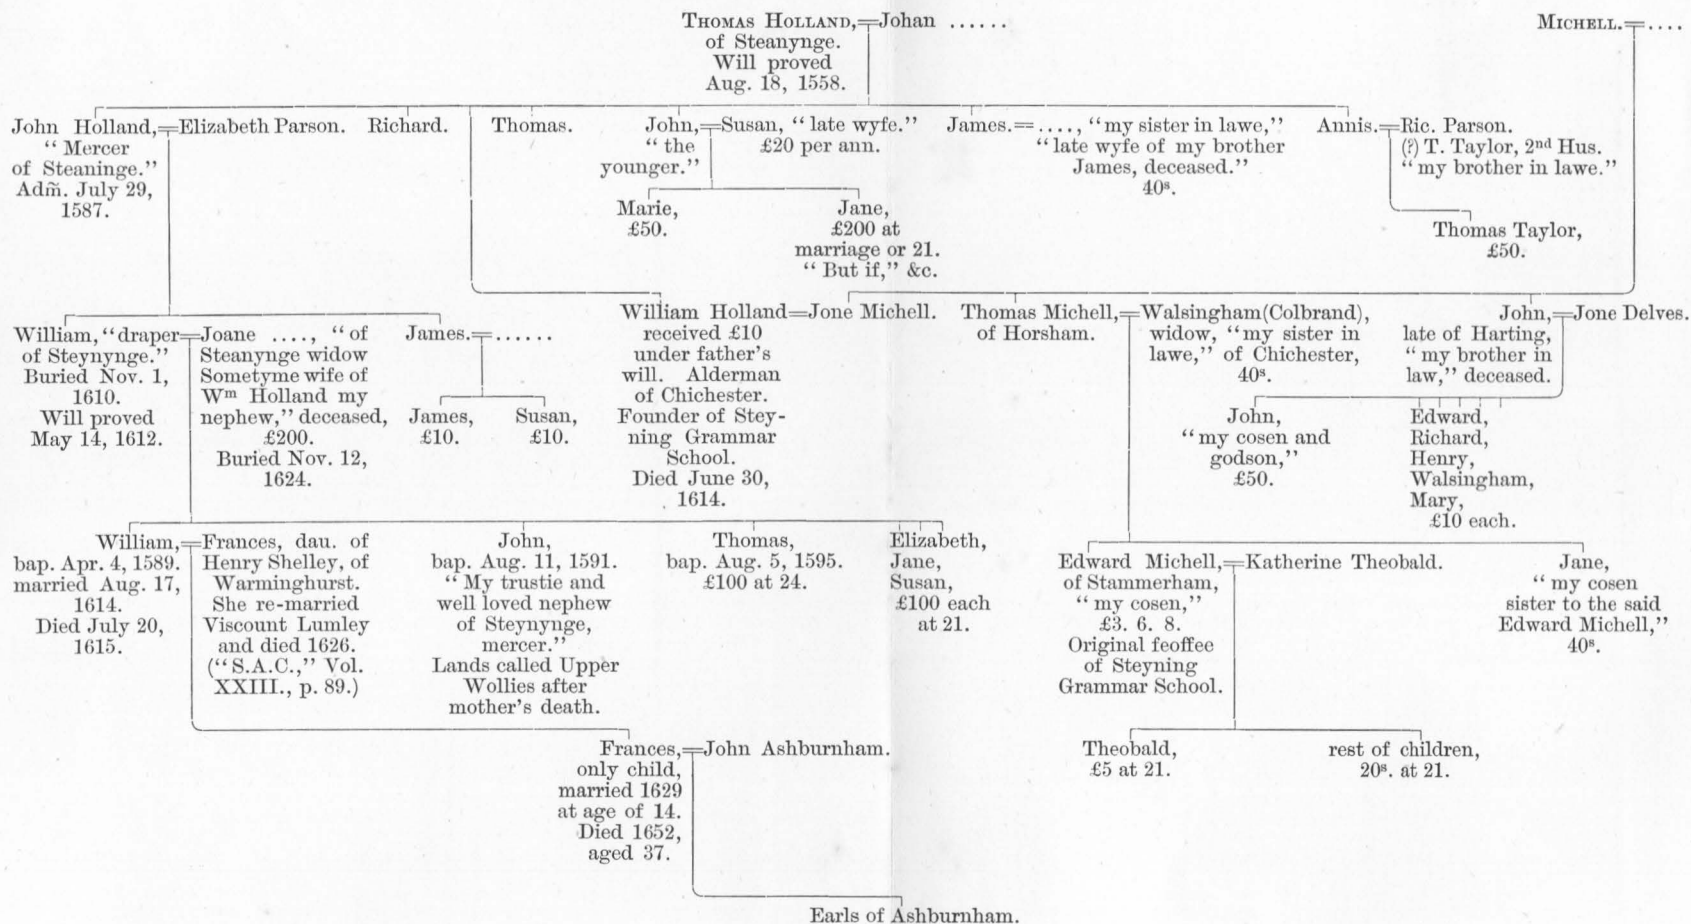 THOMAS HOLLAND,=Johan ......
of Steanynge.
Will proved
Aug. 18, 1558.
MICHELL.=....
John Holland,=Elizabeth Parson.
“ Mercer
of Steaninge.”
Adm̃. July 29,
1587.
Richard.
Thomas.
John,=Susan, “ late wyfe.”
“ the
younger.”
£20 per ann.
James.=...., “my sister in lawe,”
“late wyfe of my brother
James, deceased.”
40s.
Annis.=Ric. Parson.
(?) T. Taylor, 2nd Hus.
“ my brother in lawe.”
Marie,
£50.
Jane,
£200 at
marriage or 21.
“ But if,” &c.
Thomas Taylor,
£50.
William, “draper
of Steynynge.”
Buried Nov. 1,
1610.
Will proved
May 14, 1612.
=Joane ...., “ of
Steanynge widow
Sometyme wife of
Wm Holland my
nephew,” deceased,
£200.
Buried Nov. 12,
1624.
James.=......
James,
£10.
Susan,
£10.
William Holland=Jone Michell.
received £10
under father's
will. Alderman
of Chichester.
Founder of Stey-
ning Grammar
School.
Died June 30,
1614.
Thomas Michell,
of Horsham.
=Walsingham(Colbrand),
widow, “my sister in
lawe,” of Chichester,
40s.
John,=Jone Delves.
late of Harting,
“ my brother in
law,” deceased.
John,
“ my cosen and
godson,”
£50.
Edward,
Richard,
Henry,
Walsingham,
Mary,
£10 each.
William,
bap. Apr. 4, 1589.
married Aug. 17,
1614.
Died July 20,
1615.
=Frances, dau. of
Henry Shelley, of
Warminghurst.
She re-married
Viscount Lumley
and died 1626.
(“ S.A.C.,” Vol.
XXIII., p. 89.)
John,
bap. Aug. 11, 1591.
“ My trustie and
well loved nephew
of Steynynge,
mercer.”
Lands called Upper
Wollies after
mother's death.
Thomas,
bap. Aug. 5, 1595.
£100 at 24.
Elizabeth,
Jane,
Susan,
£100 each
at 21.
Edward Michell,=Katherine Theobald.
of Stammerham,
“ my cosen,”
£3. 6. 8.
Original feoffee
of Steyning
Grammar School.
Jane,
“ my cosen
sister to the said
Edward Michell,”
40s.
Frances,=John Ashburnham.
only child,
married 1629
at age of 14.
Died 1652,
aged 37.
Theobald,
£5 at 21.
rest of children,
20s. at 21.
Earls of Ashburnham.